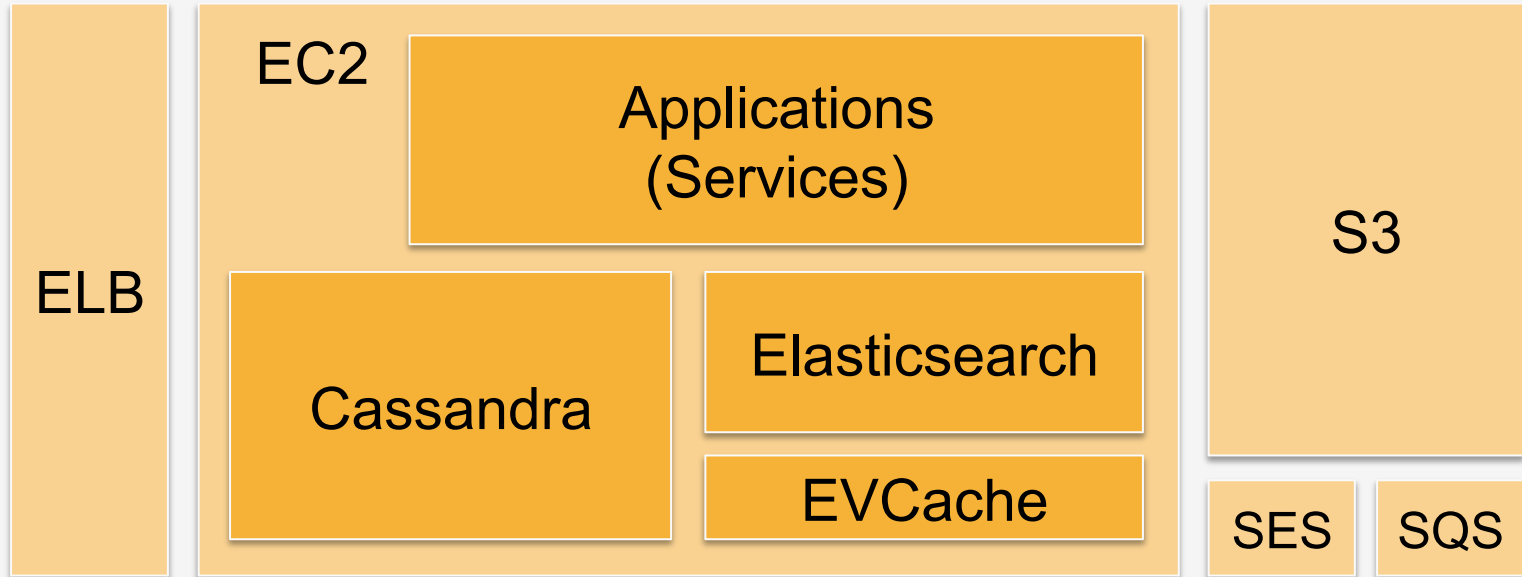 ELB
EC2
Applications
(Services)
Cassandra
Elasticsearch
EVCache
S3
SES
SQS